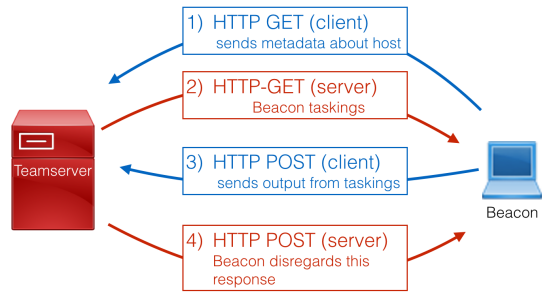 1) HTTP GET (client)
sends metadata about host
2) HTTP-GET (server)
Beacon taskings
Teamserver
3) HTTP POST (client)
sends output from taskings
Beacon
4) HTTP POST (server)
Beacon disregards this
response